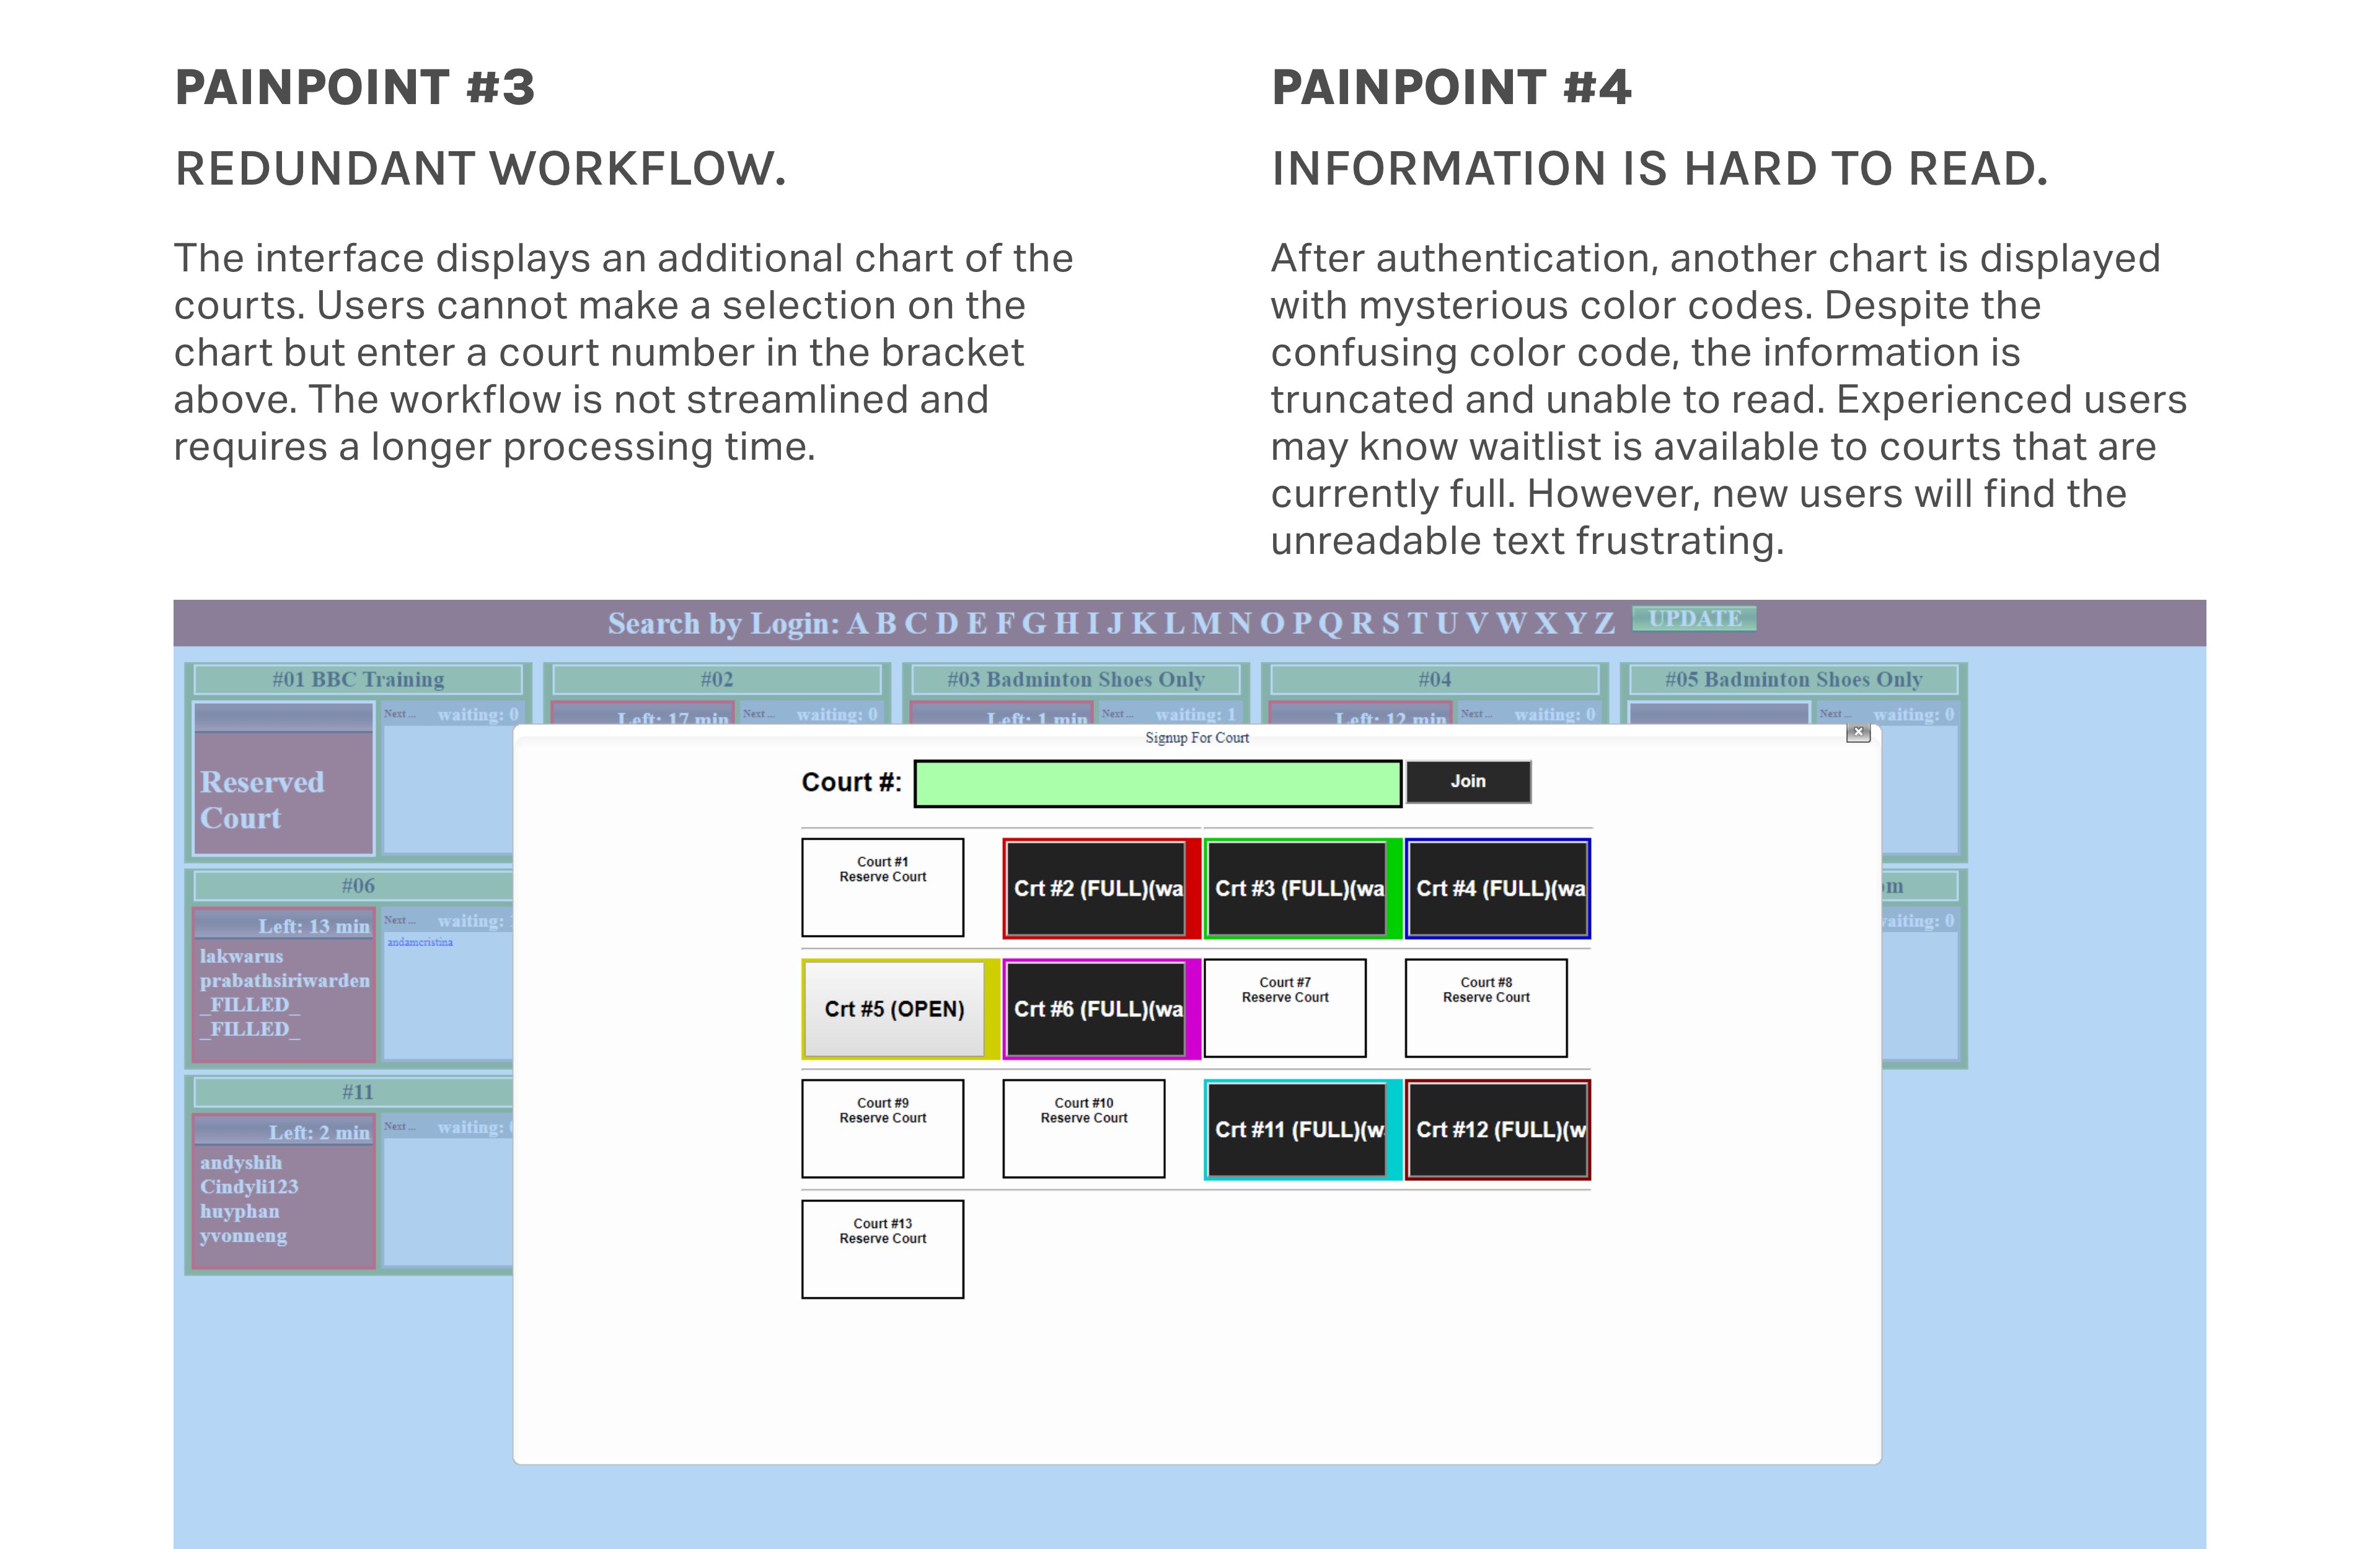 PAINPOINT #3
REDUNDANT WORKFLOW.
The interface displays an additional chart of the
courts. Users cannot make a selection on the
chart but enter a court number in the bracket
above. The workflow is not streamlined and
requires a longer processing time.
PAINPOINT #4
INFORMATION IS HARD TO READ.
After authentication, another chart is displayed
with mysterious color codes. Despite the
confusing color code, the information is
truncated and unable to read. Experienced users
may know waitlist is available to courts that are
currently full. However, new users will find the
unreadable text frustrating.
Search by Login: A B C D E F G H I J K L M N O P Q R S T U V W X Y Z UPDATE
#01 BBC Training
Next ... waiting: 0
Reserved
Court
#02
Left: 17 min Next ... waiting: 0
#03 Badminton Shoes Only
Left: 1 min Next ... waiting: 1
#04
Left: 12 min Next ... waiting: 0
#05 Badminton Shoes Only
Next ... waiting: 0
#06
Left: 13 min Next ... waiting:
lakwarus
prabathsiriwarden
_FILLED_
_FILLED_
andamcristina
om
waiting: 0
#11
Left: 2 min Next ... waiting:
andyshih
Cindyli123
huyphan
yvonneng
Signup For Court
Court #: Join
Court #1
Reserve Court
Crt #2 (FULL)(wa
Crt #3 (FULL)(wa
Crt #4 (FULL)(wa
Crt #5 (OPEN)
Crt #6 (FULL)(wa
Court #7
Reserve Court
Court #8
Reserve Court
Court #9
Reserve Court
Court #10
Reserve Court
Crt #11 (FULL)(w
Crt #12 (FULL)(w
Court #13
Reserve Court